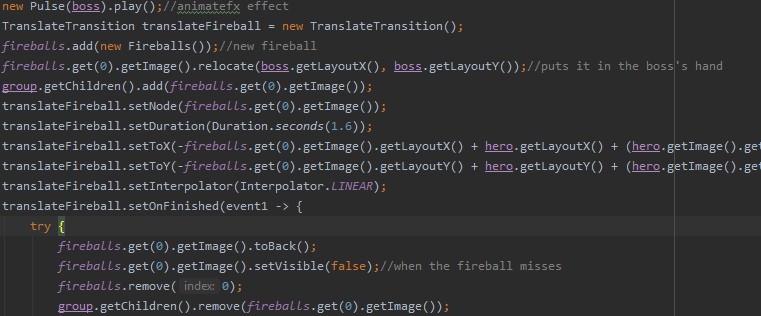 new Pulse(boss).play();//animatefx effect
TranslateTransition translateFireball = new TranslateTransition();
fireballs.add(new Fireballs());//new fireball
fireballs.get(0).getImage().relocate(boss.getLayoutX(), boss.getLayoutY());//puts it in the boss's hand
group.getChildren().add(fireballs.get(0).getImage());
translateFireball.setNode(fireballs.get(0).getImage());
translateFireball.setDuration(Duration.seconds(1.6));
translateFireball.setToX(-fireballs.get(0).getImage().getLayoutX() + hero.getLayoutX() + (hero.getImage().get
translateFireball.setToY(-fireballs.get(0).getImage().getLayoutY() + hero.getLayoutY() + (hero.getImage().get
translateFireball.setInterpolator(Interpolator.LINEAR);
translateFireball.setOnFinished(event1 -> {
try {
fireballs.get(0).getImage().toBack();
fireballs.get(0).getImage().setVisible(false);//when the fireball misses
fireballs.remove( index: 0);
group.getChildren().remove(fireballs.get(0).getImage());